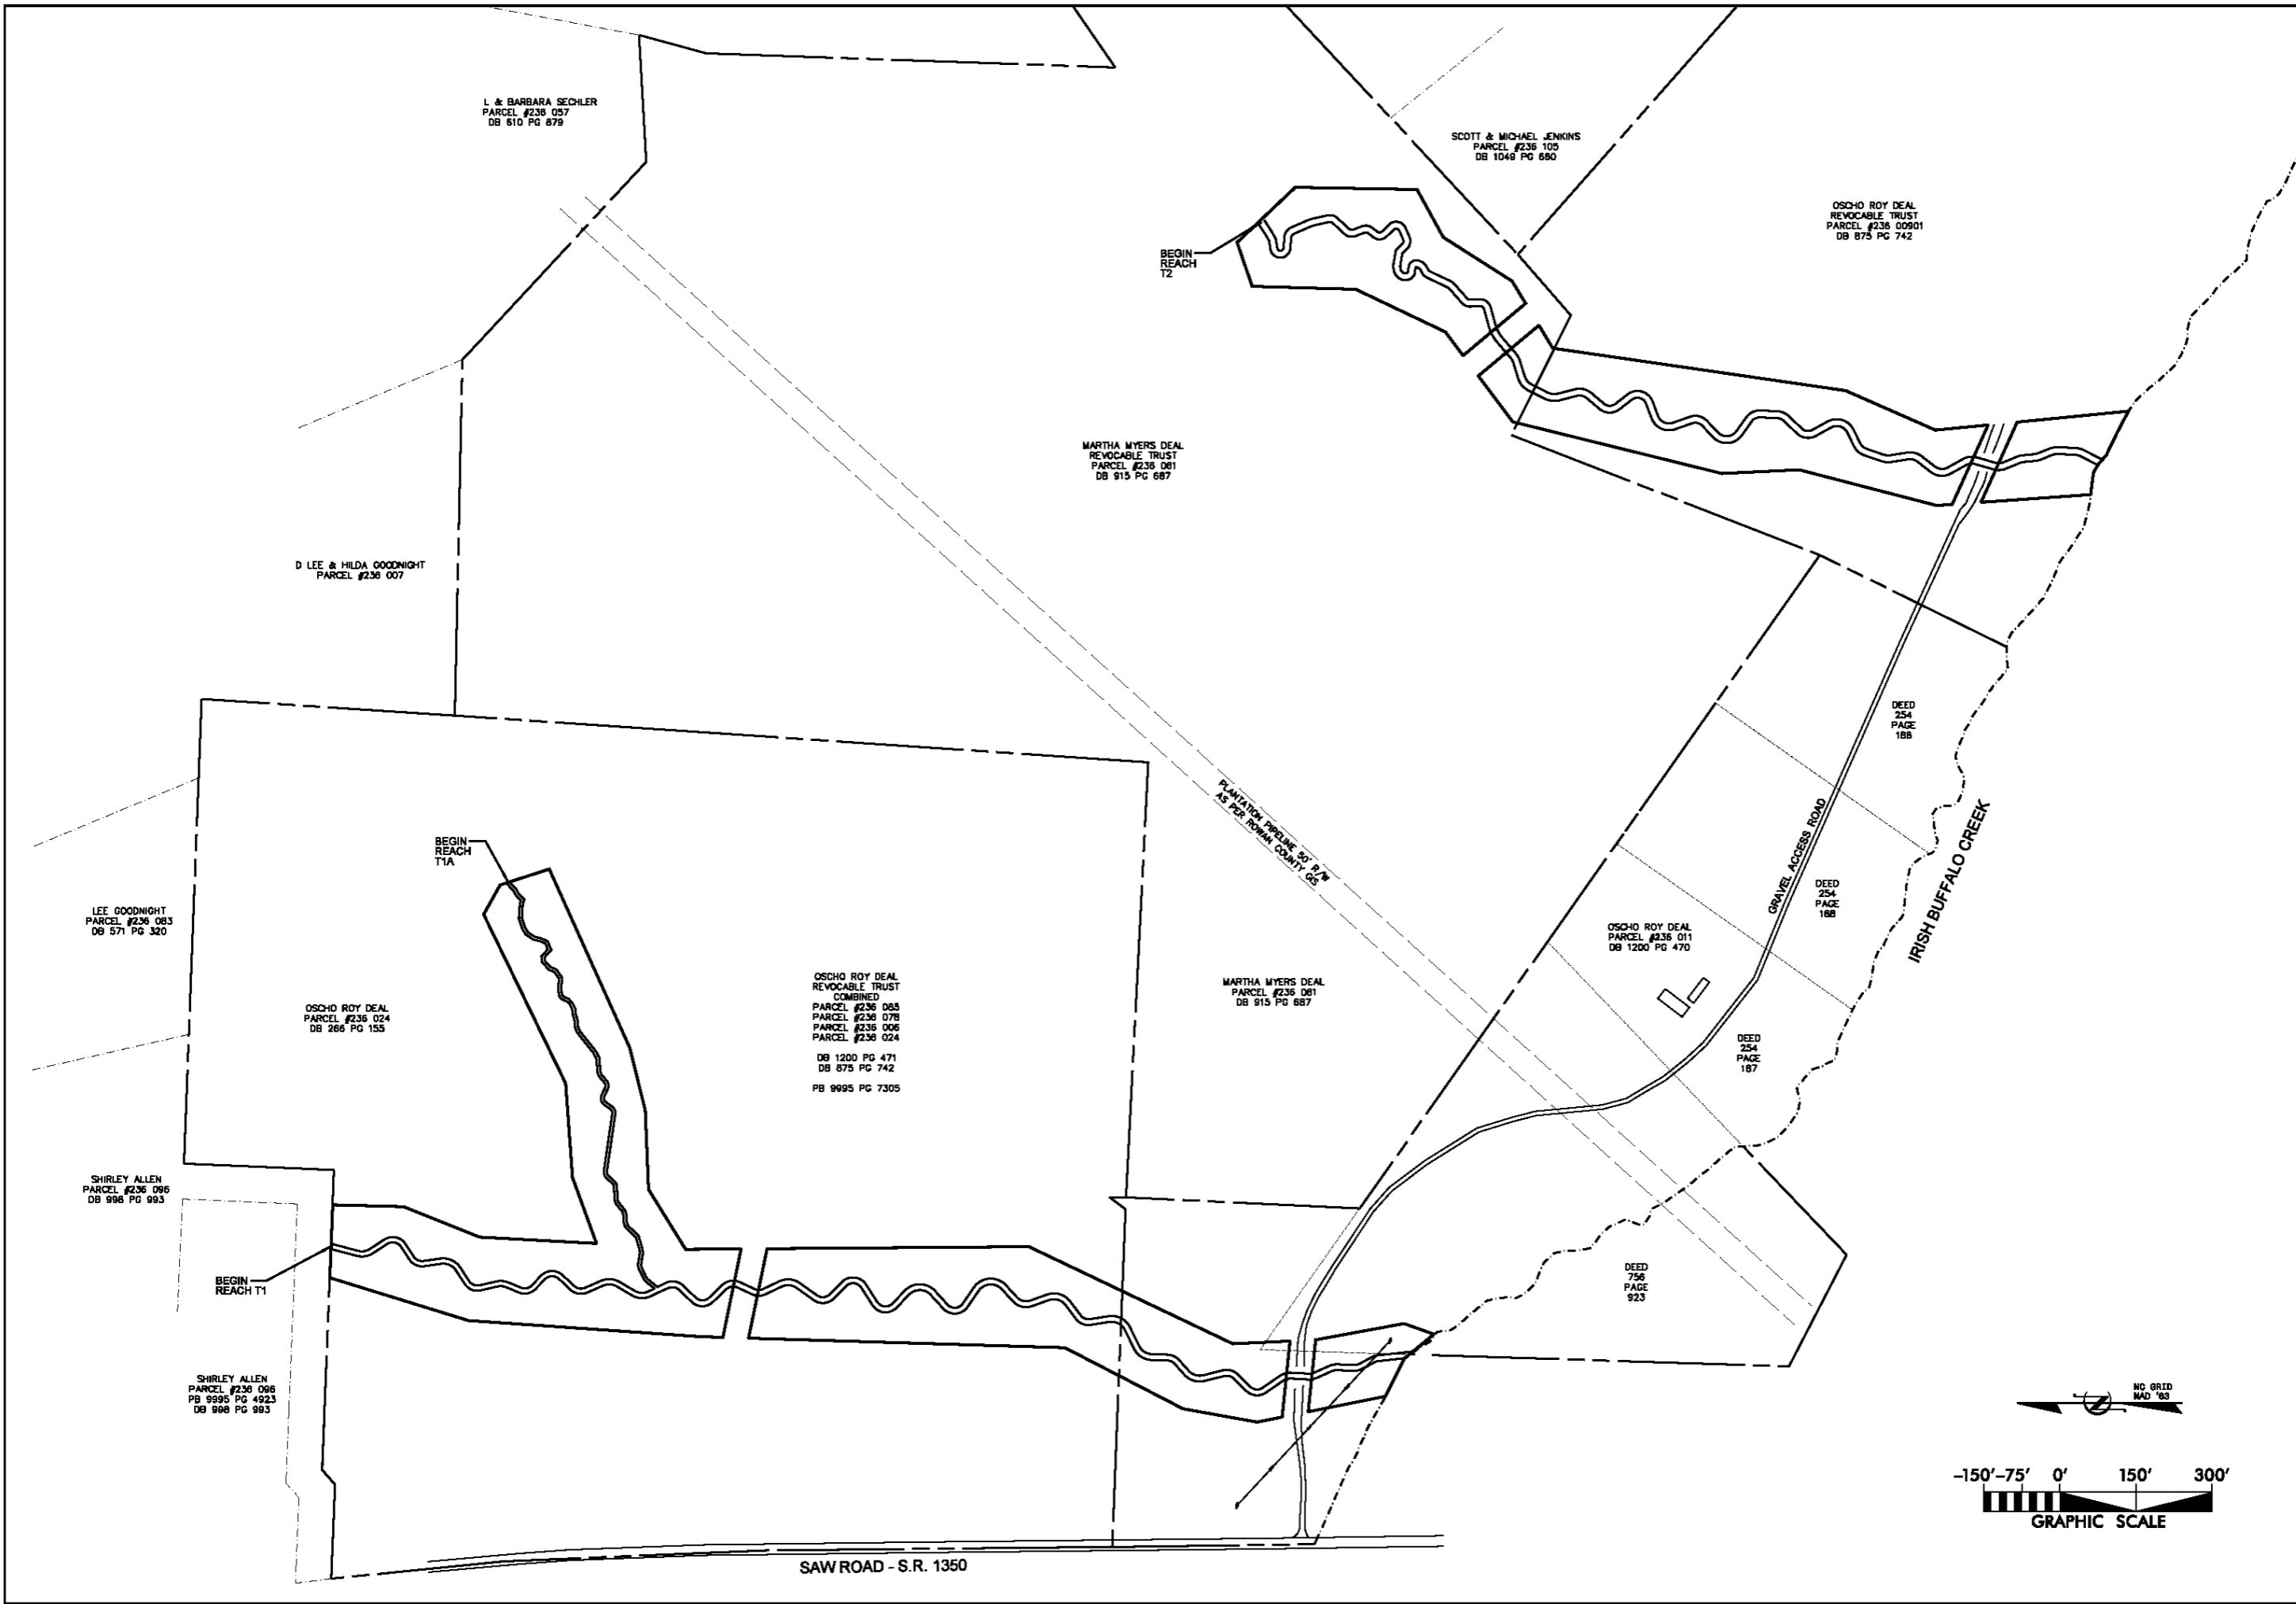 L & BARBARA SECHLER
PARCEL #236 057
DB 610 PG 879
SCOTT & MICHAEL JENKINS
PARCEL #236 105
DB 1049 PG 660
OSCHO ROY DEAL
REVOCABLE TRUST
PARCEL #236 00901
DB 875 PG 742
BEGIN
REACH
T2
MARTHA MYERS DEAL
REVOCABLE TRUST
PARCEL #236 061
DB 915 PG 687
D LEE & HILDA GOODNIGHT
PARCEL #236 007
DEED
254
PAGE
188
PLANTATION PIPELINE 50' R/W
AS PER ROWAN COUNTY GIS
GRAVEL ACCESS ROAD
IRISH BUFFALO CREEK
BEGIN
REACH
T1A
LEE GOODNIGHT
PARCEL #236 083
DB 571 PG 320
DEED
254
PAGE
188
OSCHO ROY DEAL
PARCEL #236 011
DB 1200 PG 470
OSCHO ROY DEAL
PARCEL #236 024
DB 266 PG 155
OSCHO ROY DEAL
REVOCABLE TRUST
COMBINED
PARCEL #236 085
PARCEL #236 078
PARCEL #236 006
PARCEL #236 024
DB 1200 PG 471
DB 875 PG 742
PB 9995 PG 7305
MARTHA MYERS DEAL
PARCEL #236 061
DB 915 PG 687
DEED
254
PAGE
187
SHIRLEY ALLEN
PARCEL #236 096
DB 998 PG 993
BEGIN
REACH T1
DEED
756
PAGE
923
SHIRLEY ALLEN
PARCEL #236 096
PB 9995 PG 4923
DB 998 PG 993
NC GRID
NAD '83
-150'-75' 0' 150' 300'
GRAPHIC SCALE
SAW ROAD - S.R. 1350